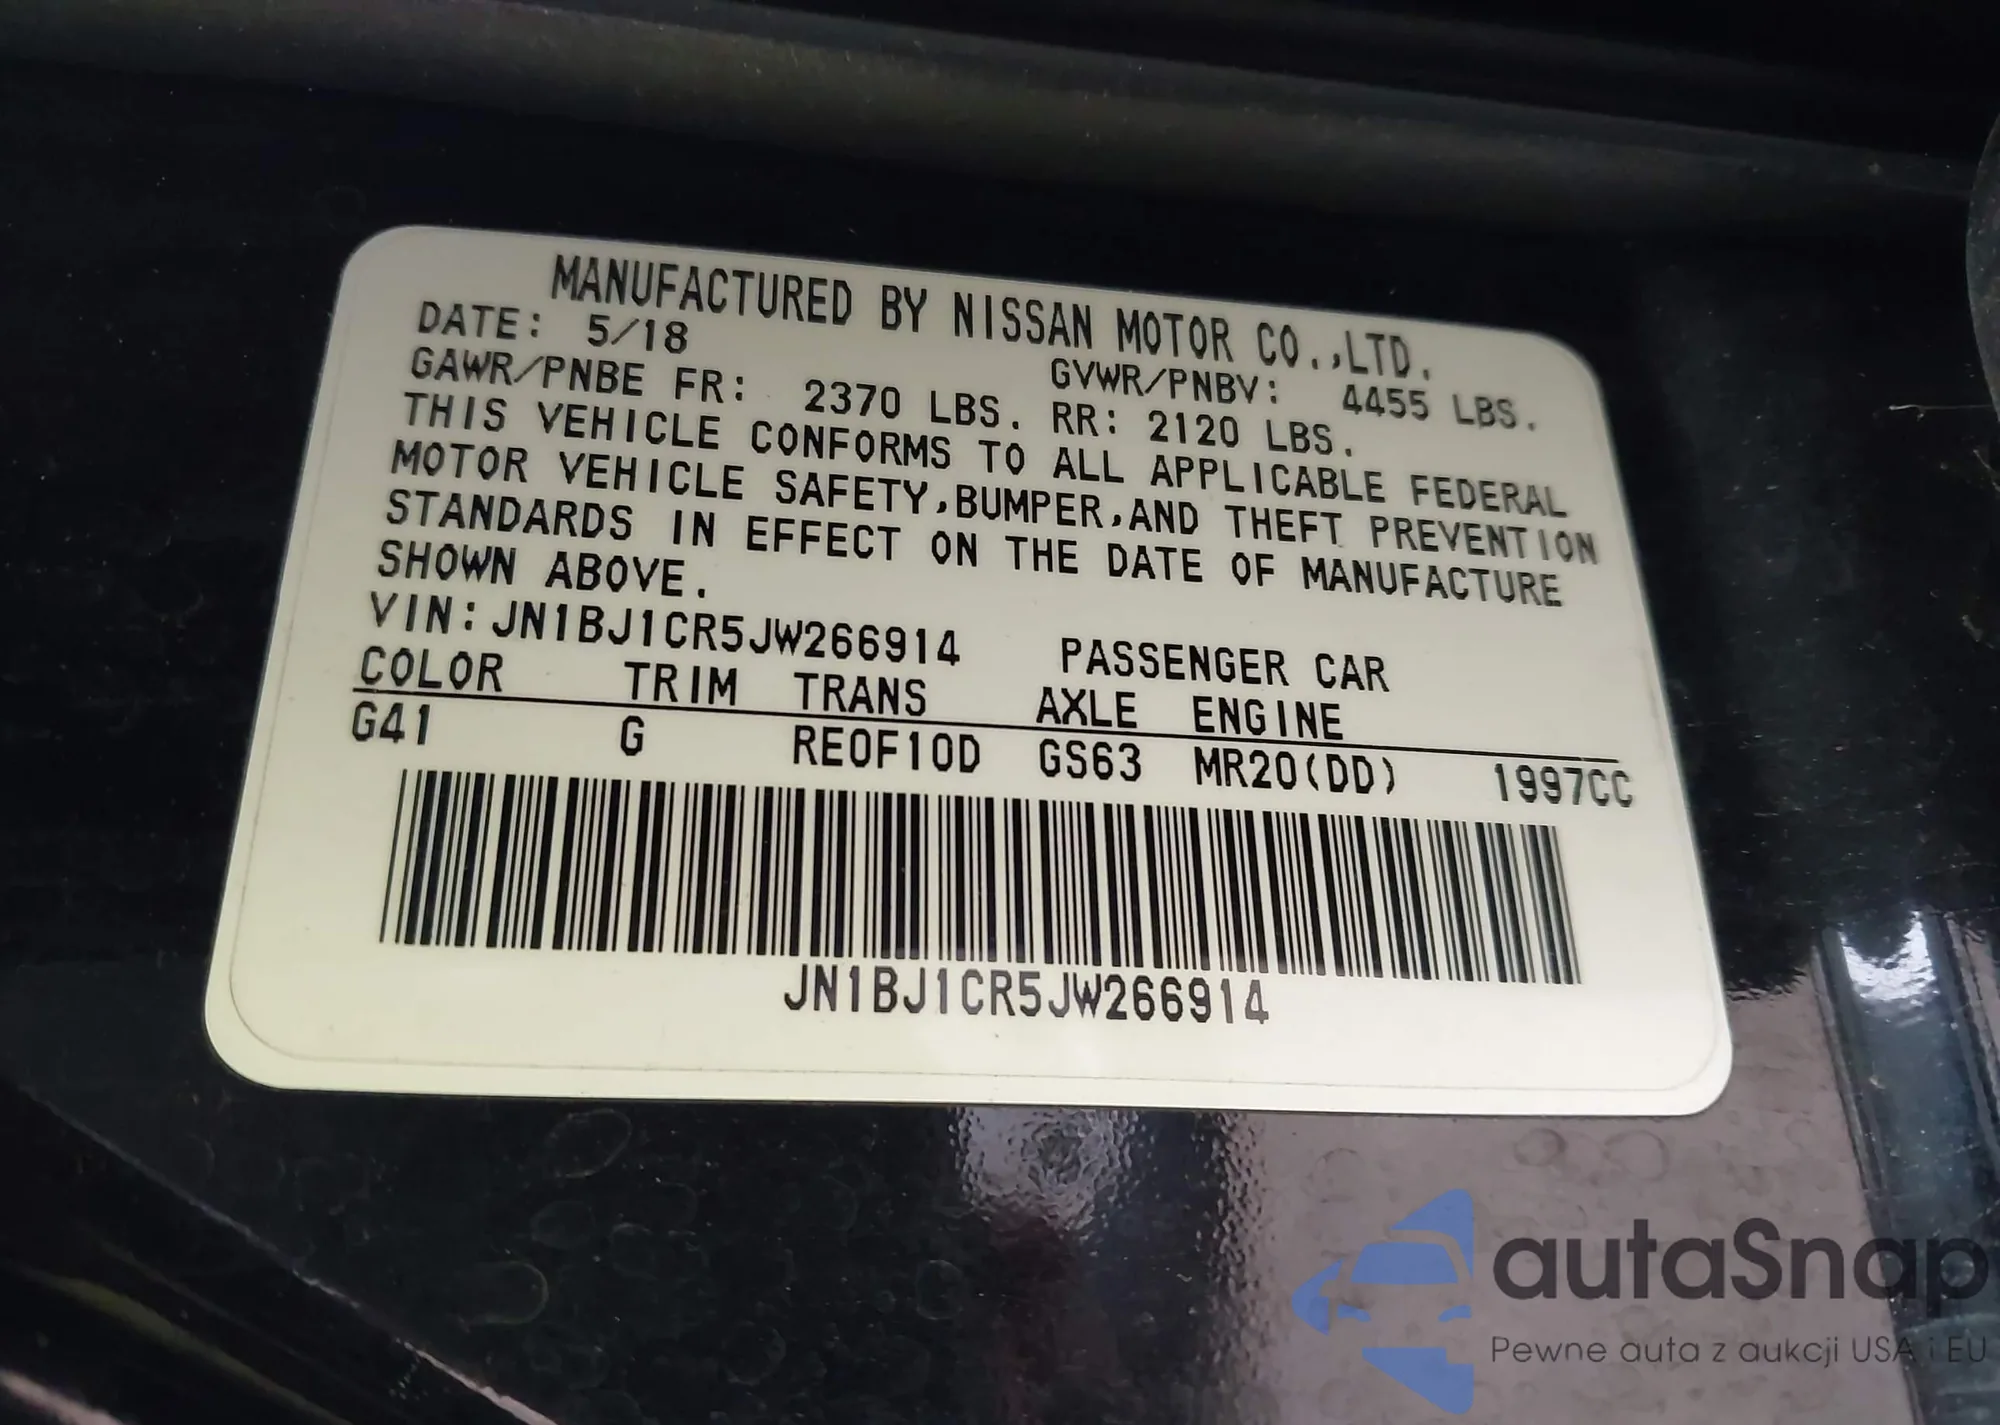 MANUFACTURED BY NISSAN MOTOR CO.,LTD.
DATE: 5/18 GVWR/PNBV: 4455 LBS.
GAWR/PNBE FR: 2370 LBS. RR: 2120 LBS.
THIS VEHICLE CONFORMS TO ALL APPLICABLE FEDERAL
MOTOR VEHICLE SAFETY,BUMPER,AND THEFT PREVENTION
STANDARDS IN EFFECT ON THE DATE OF MANUFACTURE
SHOWN ABOVE.
VIN:JN1BJ1CR5JW266914 PASSENGER CAR
COLOR TRIM TRANS AXLE ENGINE
G41 G RE0F10D GS63 MR20(DD) 1997CC
JN1BJ1CR5JW266914
autaSnap
Pewne auta z aukcji USA i EU